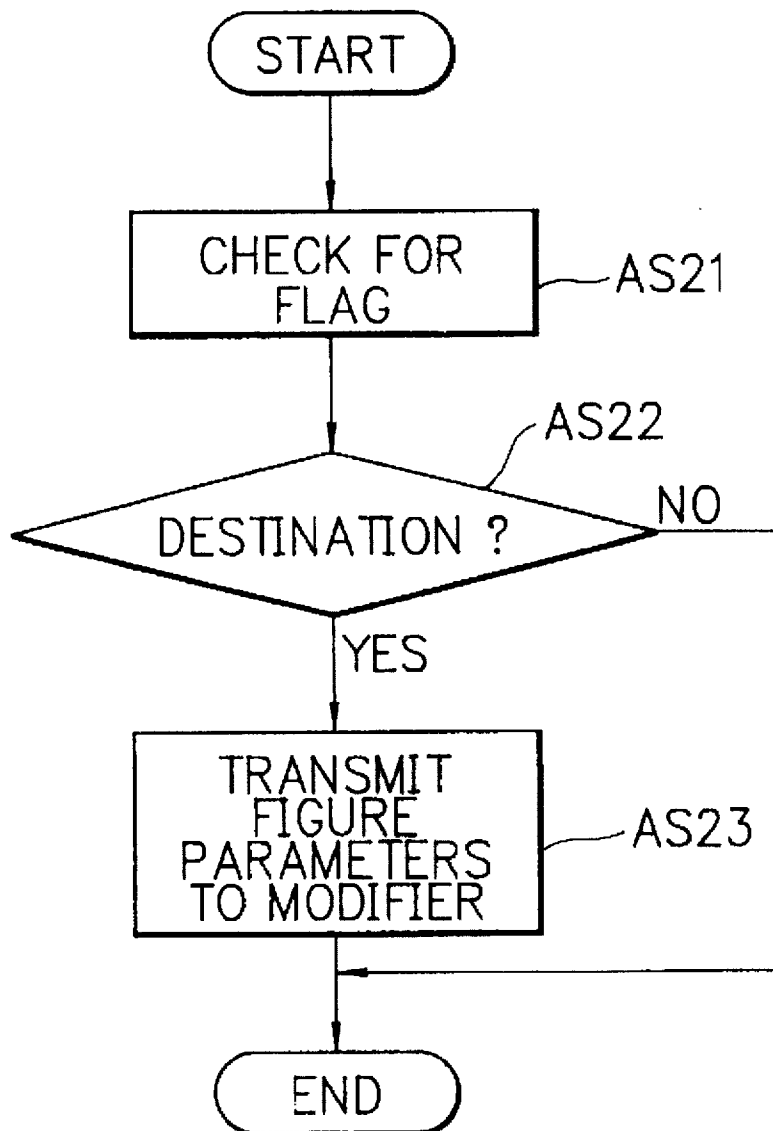 START
CHECK FOR
FLAG
AS21
AS22
DESTINATION ?
NO
YES
TRANSMIT
FIGURE
PARAMETERS
TO MODIFIER
AS23
END